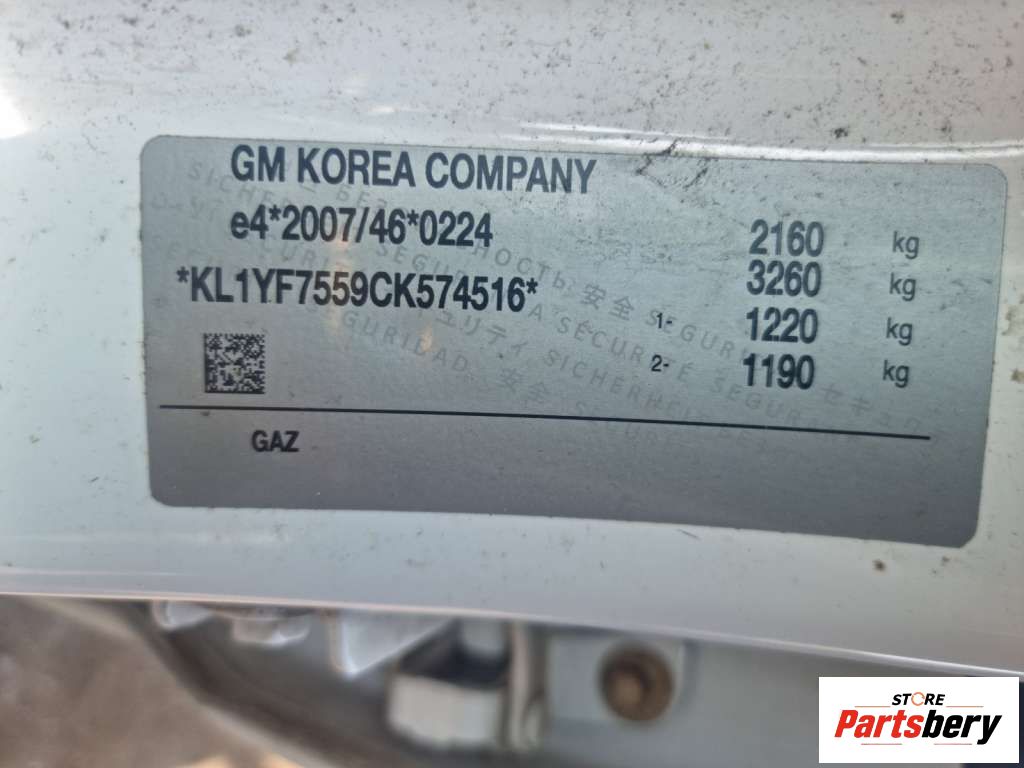 GM KOREA COMPANY
e4*2007/46*0224 2160 kg
*KL1YF7559CK574516* 3260 kg
1- 1220 kg
2- 1190 kg
GAZ
STORE
Partsbery